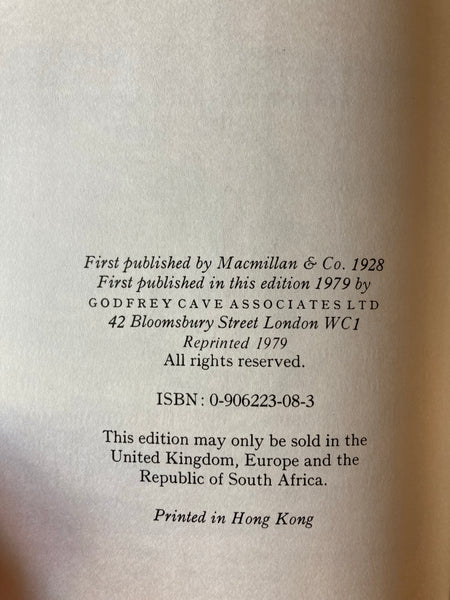 First published by Macmillan & Co. 1928
First published in this edition 1979 by
GODFREY CAVE ASSOCIATES LTD
42 Bloomsbury Street London WC1
Reprinted 1979
All rights reserved.
ISBN: 0-906223-08-3
This edition may only be sold in the
United Kingdom, Europe and the
Republic of South Africa.
Printed in Hong Kong